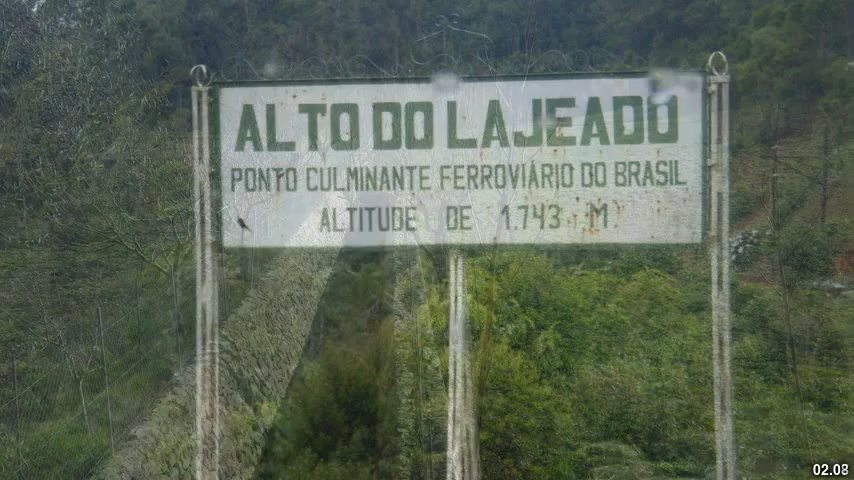 ALTO DO LAJEADO
PONTO CULMINANTE FERROVIÁRIO DO BRASIL
ALTITUDE DE 1.743 M
02.08